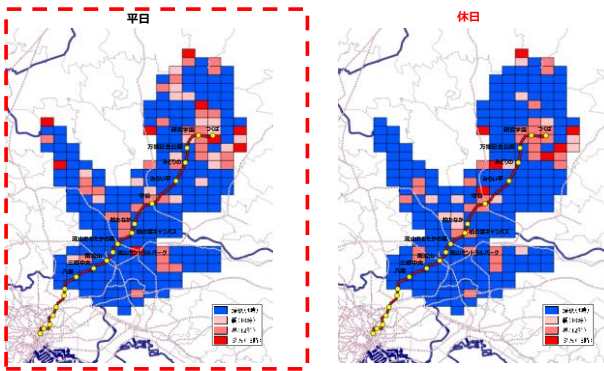 平日
休日
研究学園
つくば
万博記念公園
みどりの
みらい平
守谷
柏たなか
柏の葉キャンパス
流山おおたかの森
流山セントラルパーク
南流山
三郷中央
八潮
研究学園
つくば
万博記念公園
みどりの
みらい平
守谷
柏たなか
柏の葉キャンパス
流山おおたかの森
流山セントラルパーク
南流山
三郷中央
八潮